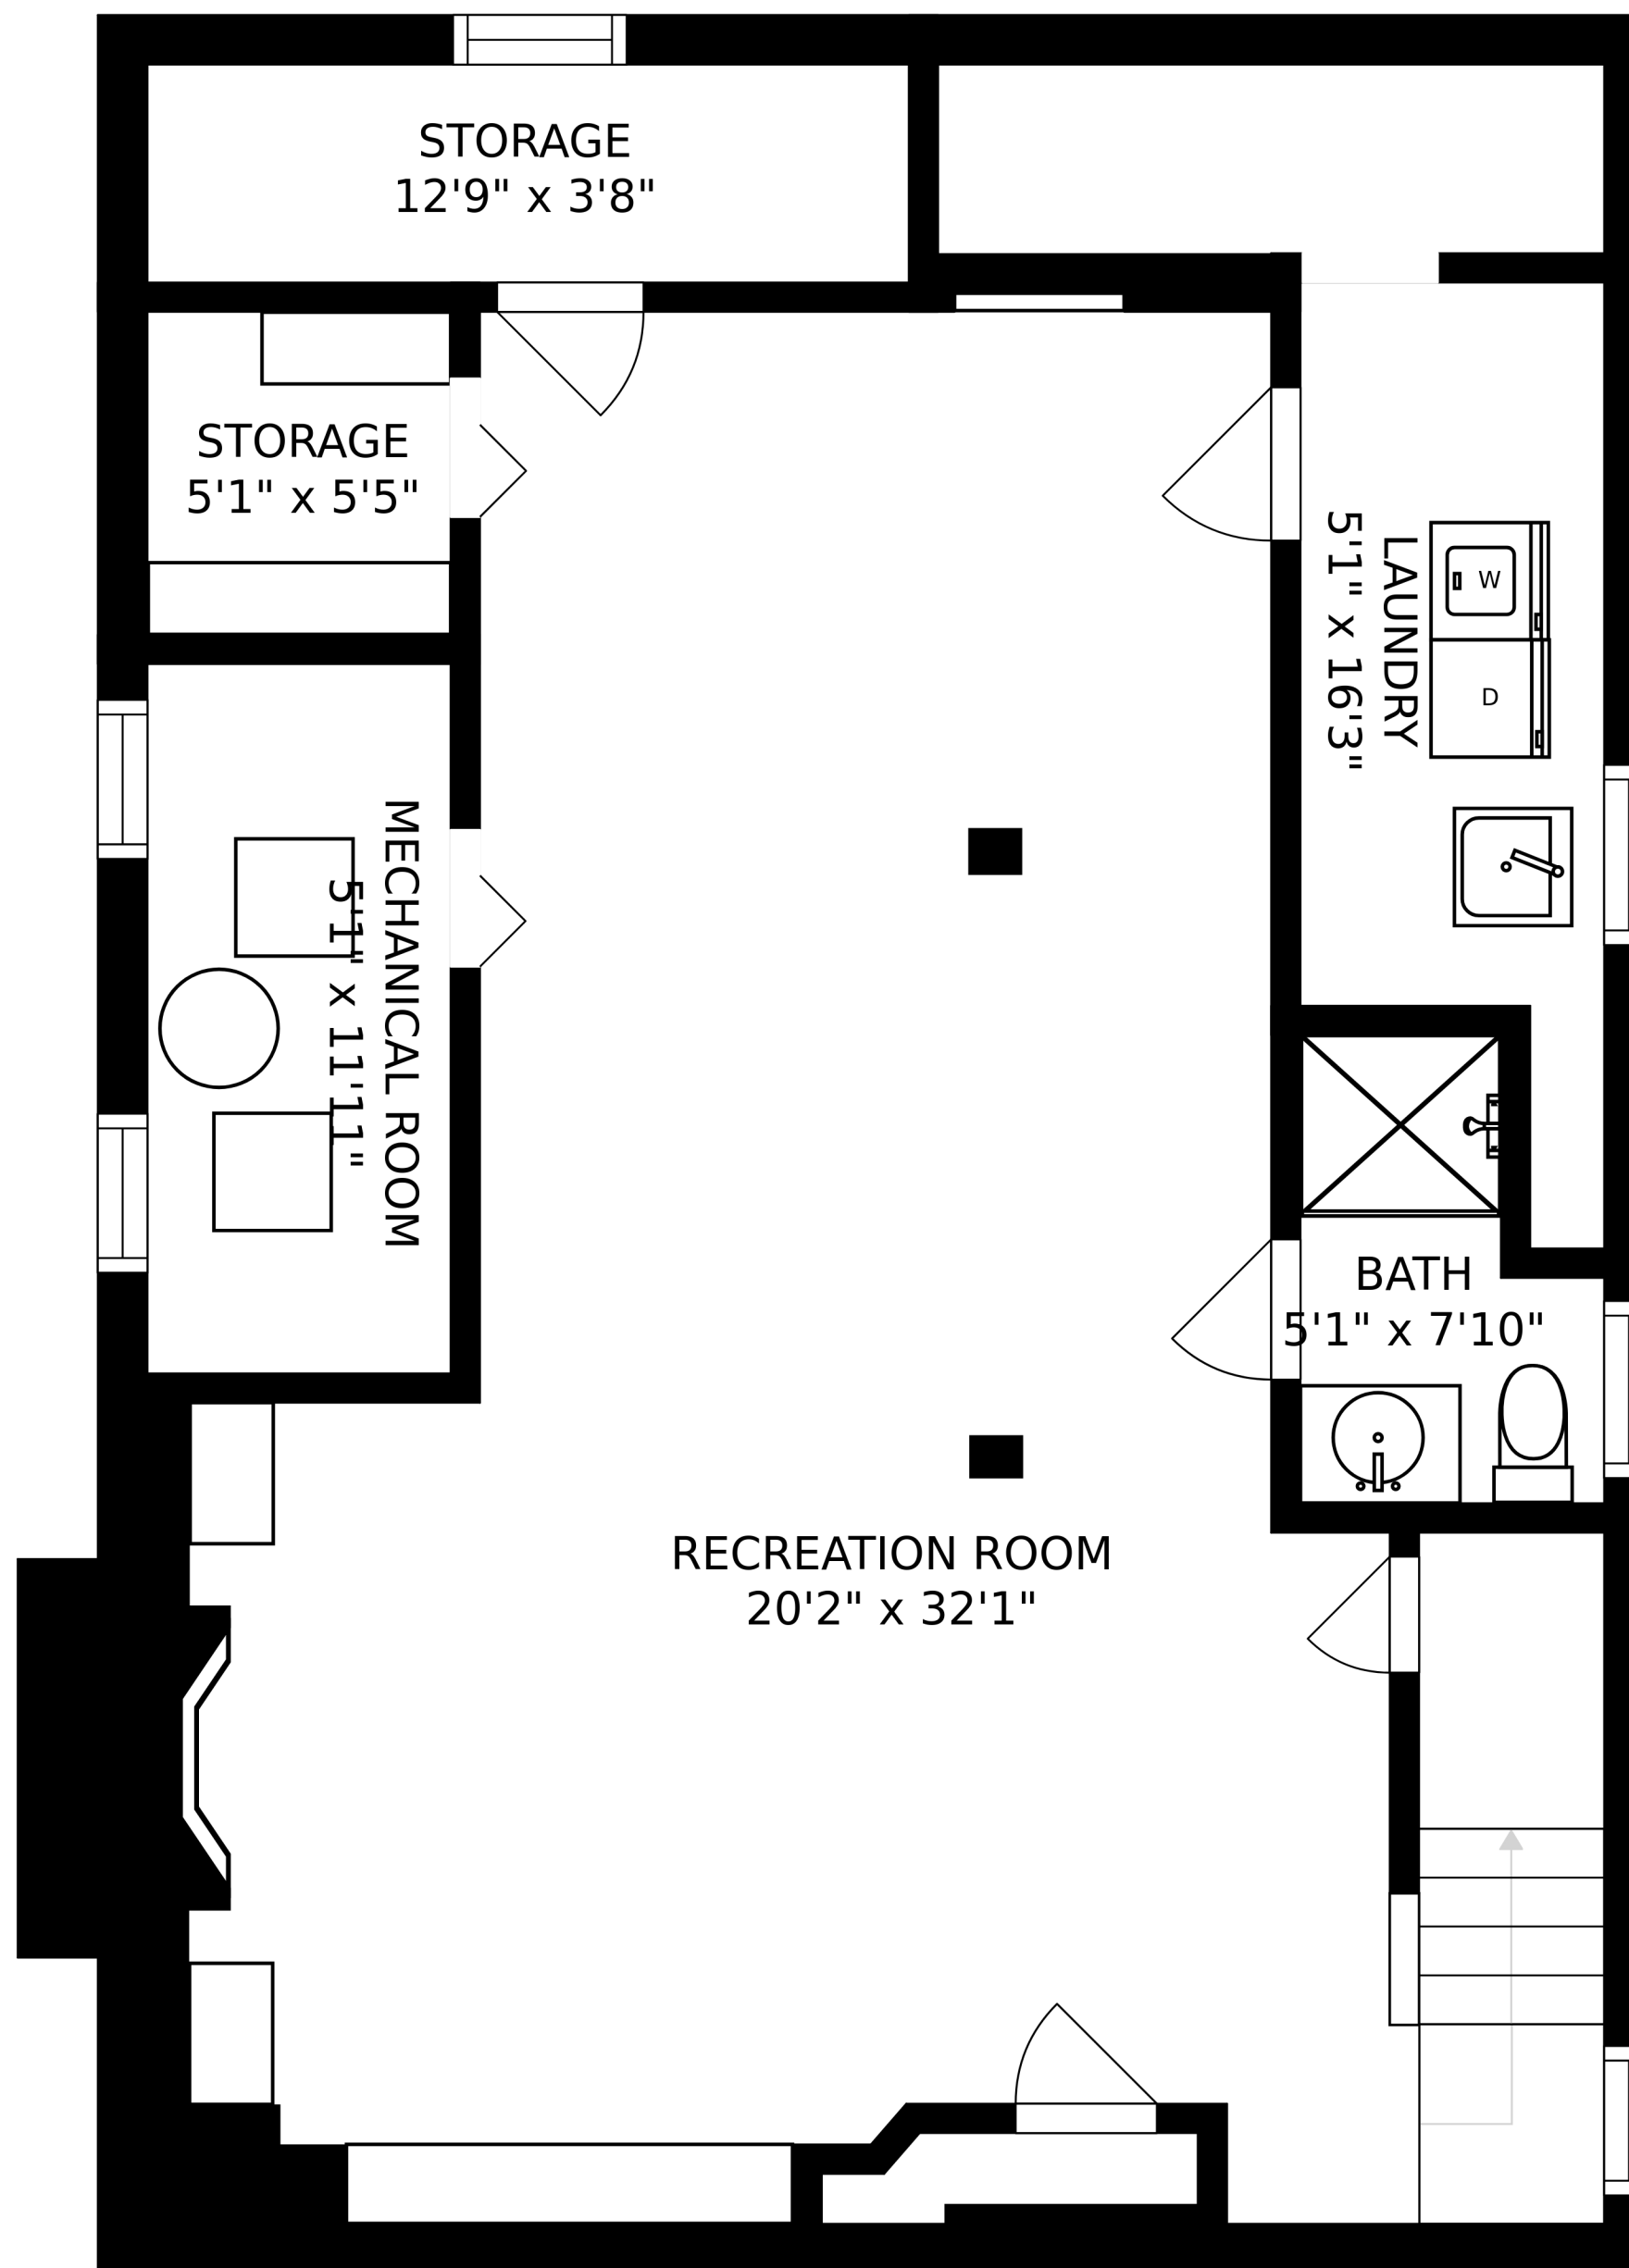 STORAGE
12'9" x 3'8"
STORAGE
5'1" x 5'5"
LAUNDRY
5'1" x 16'3"
W
D
MECHANICAL ROOM
5'1" x 11'11"
BATH
5'1" x 7'10"
RECREATION ROOM
20'2" x 32'1"